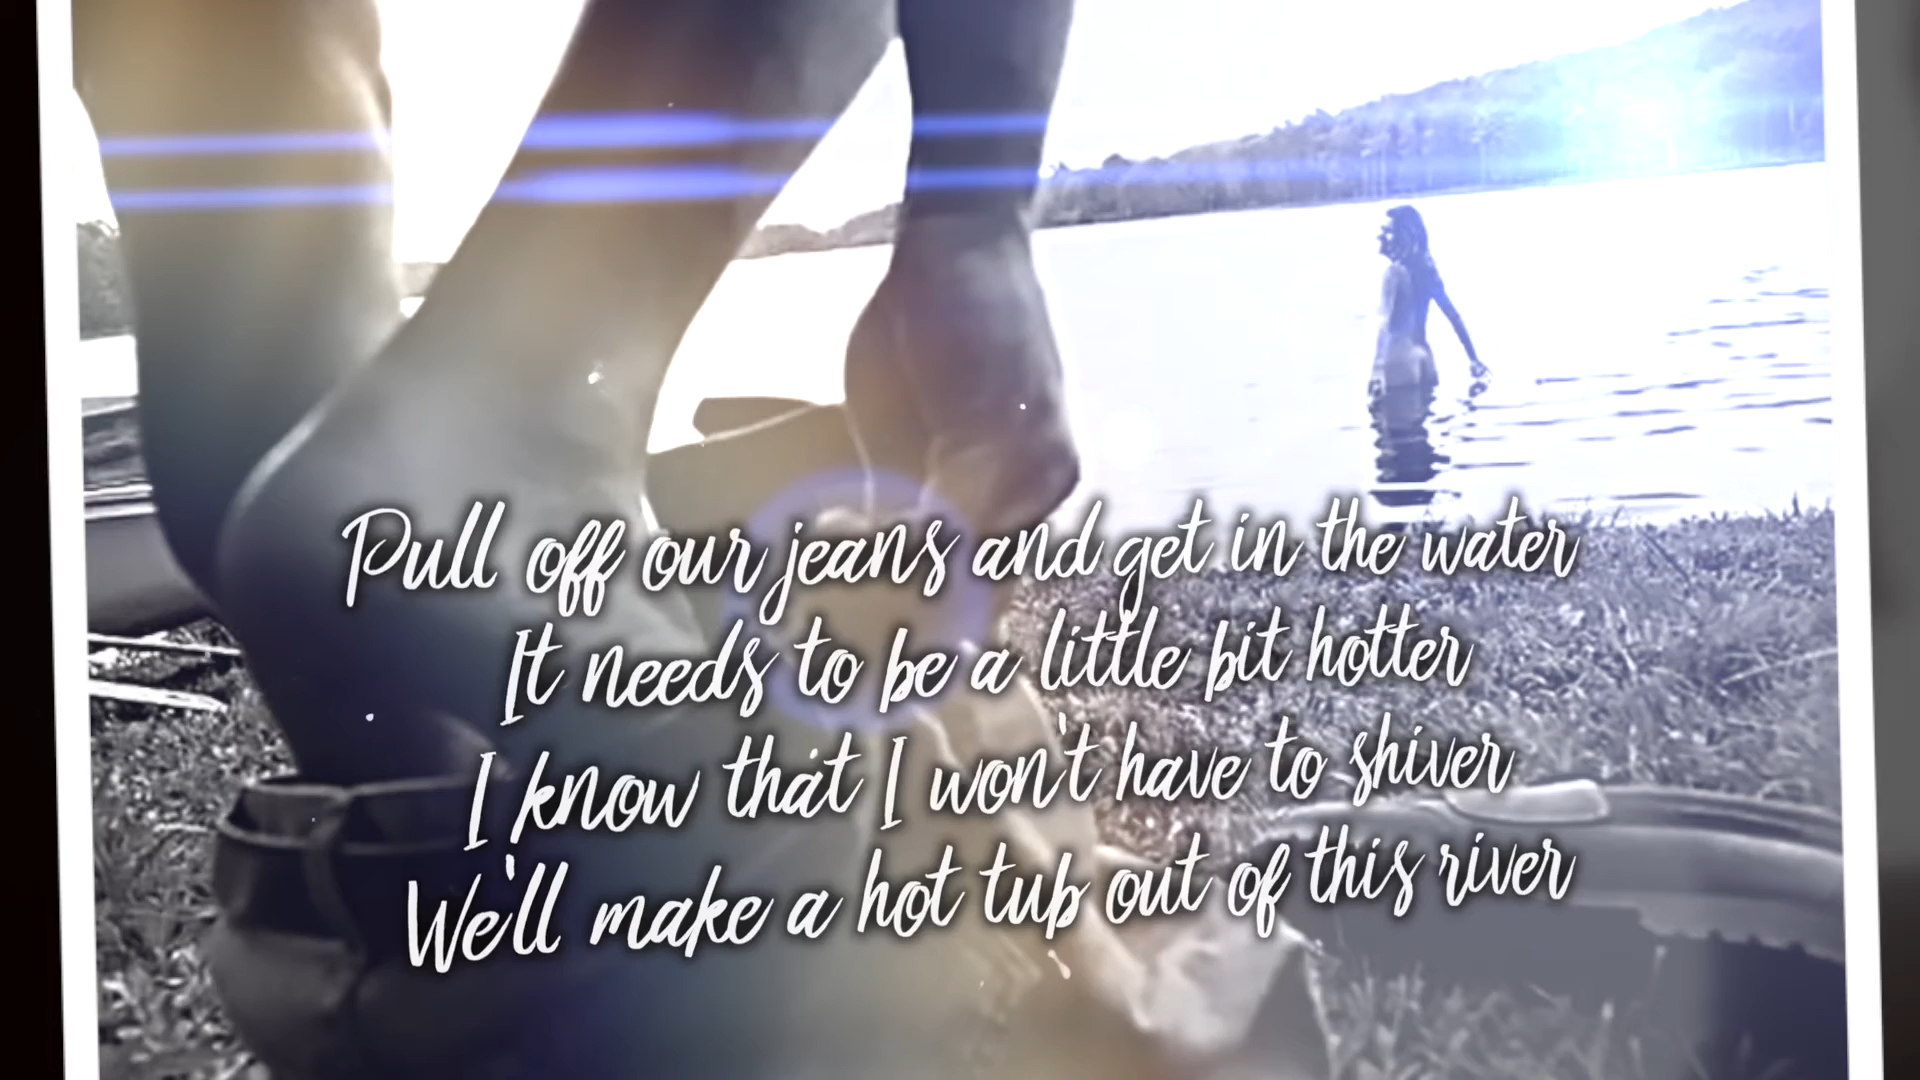 Pull off our jeans and get in the water
It needs to be a little bit hotter
I know that I won't have to shiver
We'll make a hot tub out of this river